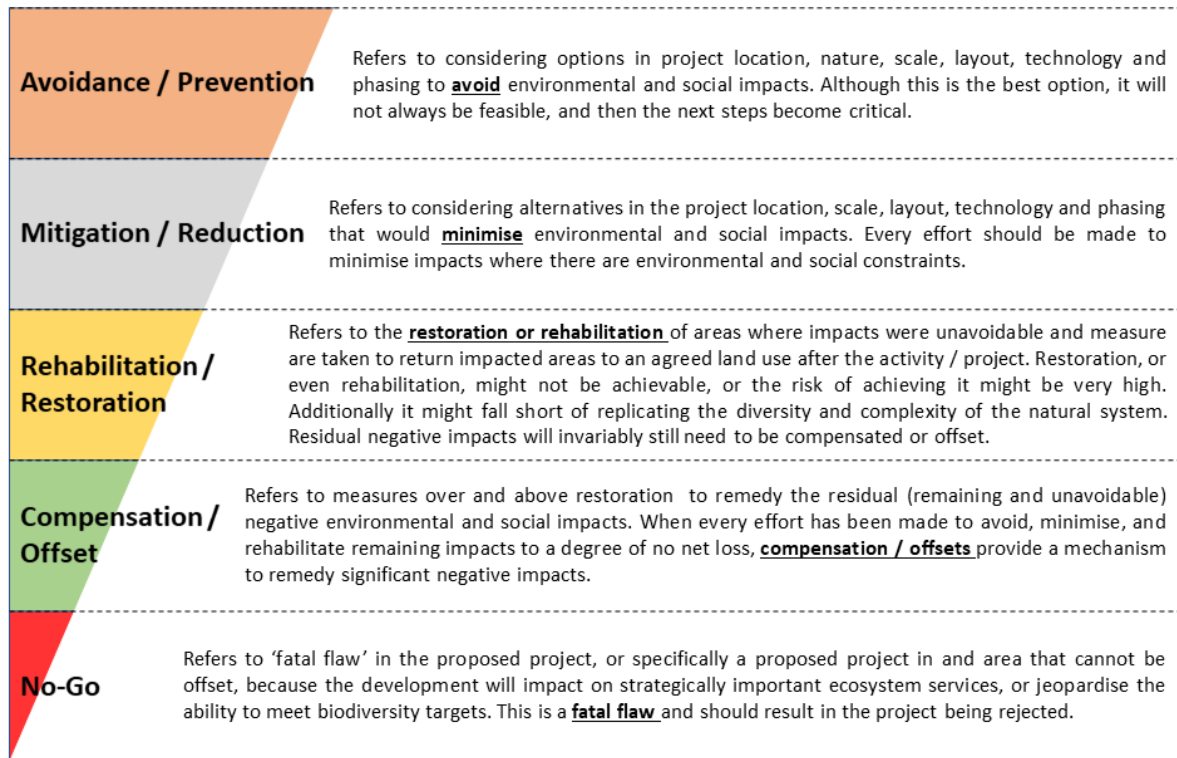 Avoidance / Prevention
Refers to considering options in project location, nature, scale, layout, technology and
phasing to avoid environmental and social impacts. Although this is the best option, it will
not always be feasible, and then the next steps become critical.
Mitigation / Reduction
Refers to considering alternatives in the project location, scale, layout, technology and phasing
that would minimise environmental and social impacts. Every effort should be made to
minimise impacts where there are environmental and social constraints.
Rehabilitation /
Restoration
Refers to the restoration or rehabilitation of areas where impacts were unavoidable and measure
are taken to return impacted areas to an agreed land use after the activity / project. Restoration, or
even rehabilitation, might not be achievable, or the risk of achieving it might be very high.
Additionally it might fall short of replicating the diversity and complexity of the natural system.
Residual negative impacts will invariably still need to be compensated or offset.
Compensation /
Offset
Refers to measures over and above restoration to remedy the residual (remaining and unavoidable)
negative environmental and social impacts. When every effort has been made to avoid, minimise, and
rehabilitate remaining impacts to a degree of no net loss, compensation / offsets provide a mechanism
to remedy significant negative impacts.
No-Go
Refers to ‘fatal flaw’ in the proposed project, or specifically a proposed project in and area that cannot be
offset, because the development will impact on strategically important ecosystem services, or jeopardise the
ability to meet biodiversity targets. This is a fatal flaw and should result in the project being rejected.